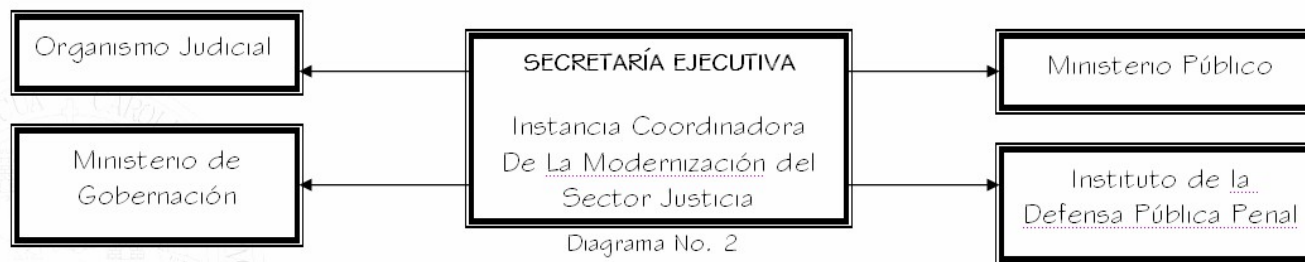 Organismo Judicial
Ministerio de
Gobernación
SECRETARÍA EJECUTIVA
Instancia Coordinadora
De La Modernización del
Sector Justicia
Diagrama No. 2
Ministerio Público
Instituto de la
Defensa Pública Penal